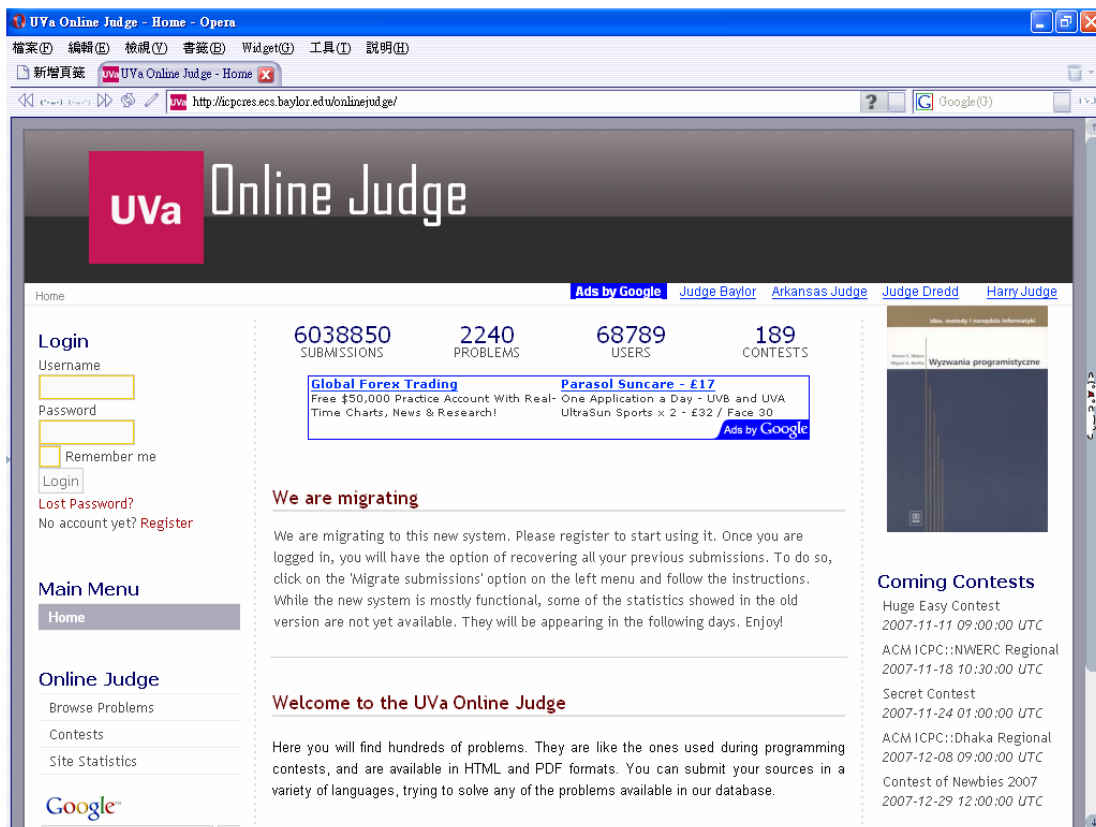 UVa Online Judge - Home - Opera
檔案(F) 編輯(E) 檢視(V) 書籤(B) Widget(G) 工具(T) 說明(H)
新增頁籤 UVa UVa Online Judge - Home
UVa http://icpcres.ecs.baylor.edu/onlinejudge/ ? G Google(G)
UVa Online Judge
Home
Ads by Google Judge Baylor Arkansas Judge Judge Dredd Harry Judge
Login
Username
Password
Remember me
Login
Lost Password?
No account yet? Register
Main Menu
Home
Online Judge
Browse Problems
Contests
Site Statistics
Google
6038850 2240 68789 189
SUBMISSIONS PROBLEMS USERS CONTESTS
Global Forex Trading
Free $50,000 Practice Account With Real-
Time Charts, News & Research!
Parasol Suncare - £17
One Application a Day - UVB and UVA
UltraSun Sports x 2 - £32 / Face 30
Ads by Google
We are migrating
We are migrating to this new system. Please register to start using it. Once you are
logged in, you will have the option of recovering all your previous submissions. To do so,
click on the 'Migrate submissions' option on the left menu and follow the instructions.
While the new system is mostly functional, some of the statistics showed in the old
version are not yet available. They will be appearing in the following days. Enjoy!
Welcome to the UVa Online Judge
Here you will find hundreds of problems. They are like the ones used during programming
contests, and are available in HTML and PDF formats. You can submit your sources in a
variety of languages, trying to solve any of the problems available in our database.
idee, metody i narzędzia informatyki
Wyzwania programistyczne
Coming Contests
Huge Easy Contest
2007-11-11 09:00:00 UTC
ACM ICPC::NWERC Regional
2007-11-18 10:30:00 UTC
Secret Contest
2007-11-24 01:00:00 UTC
ACM ICPC::Dhaka Regional
2007-12-08 09:00:00 UTC
Contest of Newbies 2007
2007-12-29 12:00:00 UTC